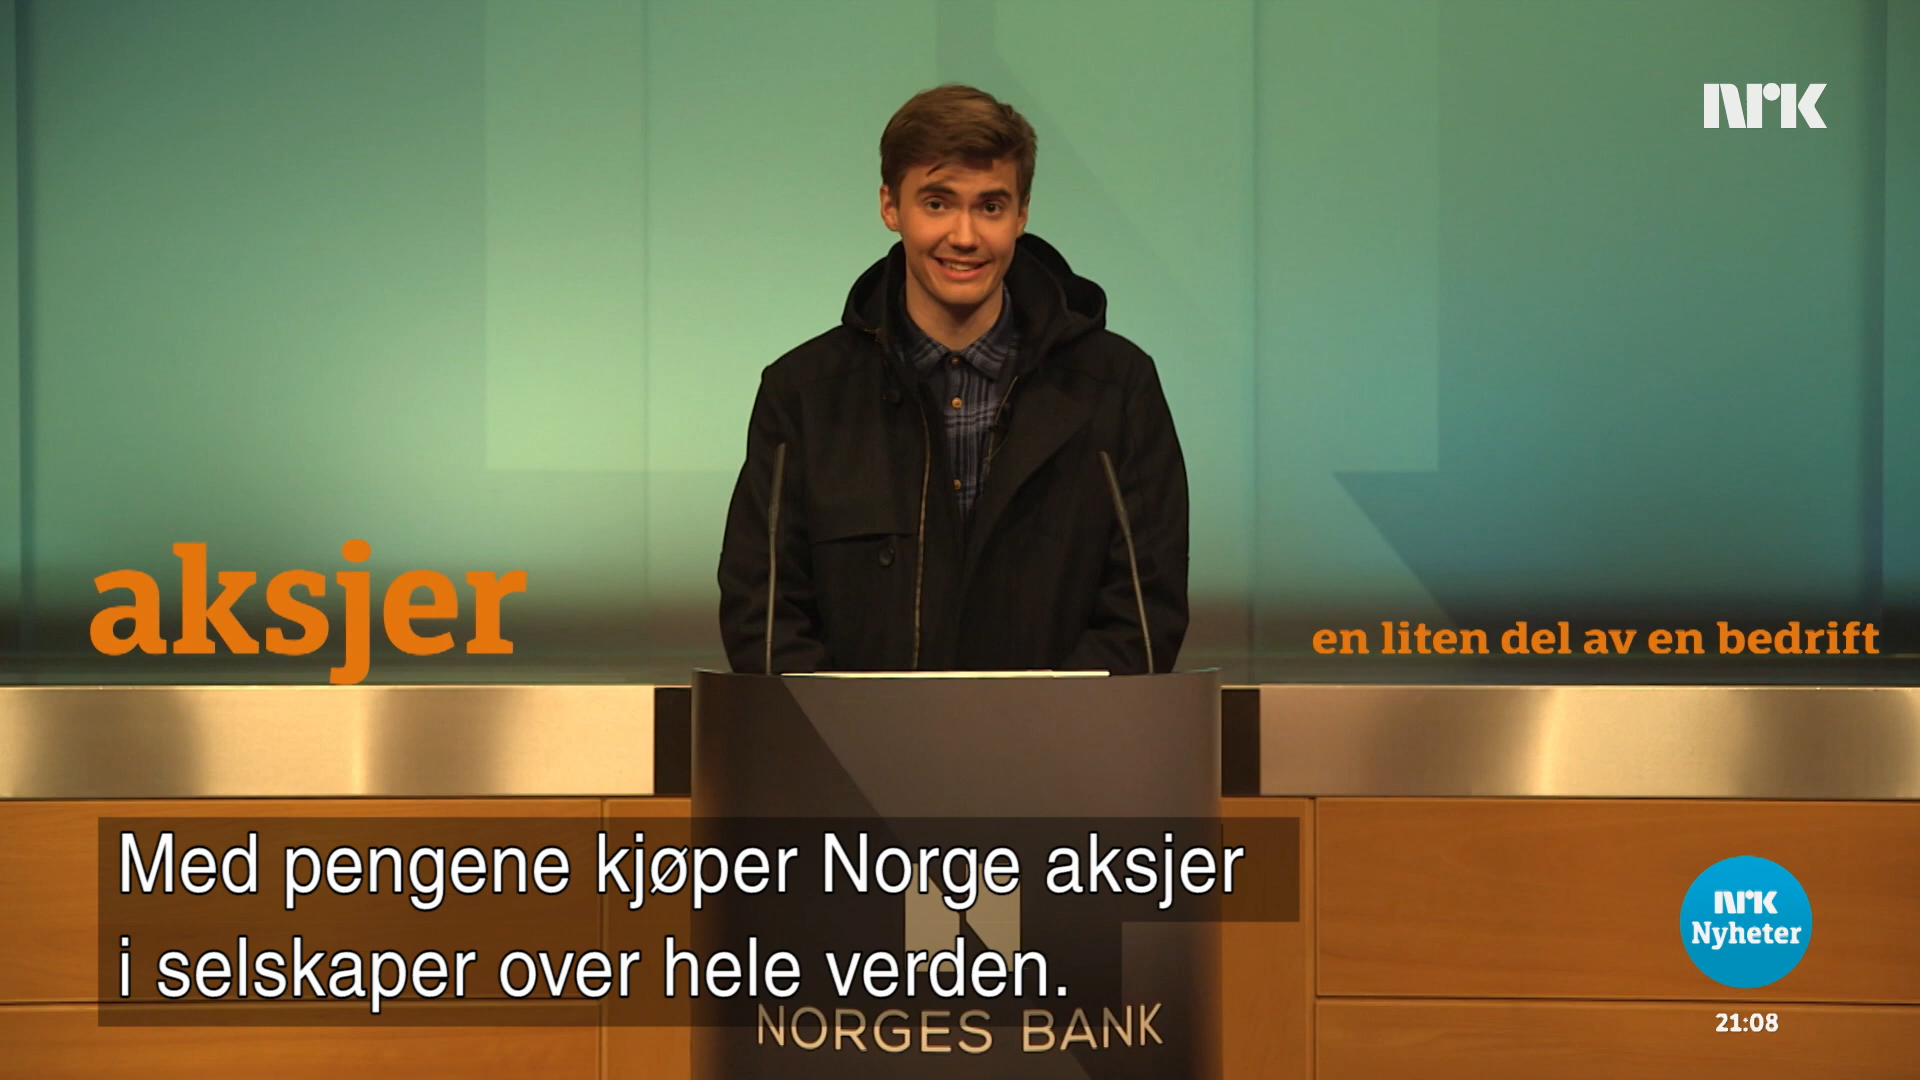 NRK
aksjer
en liten del av en bedrift
Med pengene kjøper Norge aksjer
i selskaper over hele verden.
NORGES BANK
NRK
Nyheter
21:08